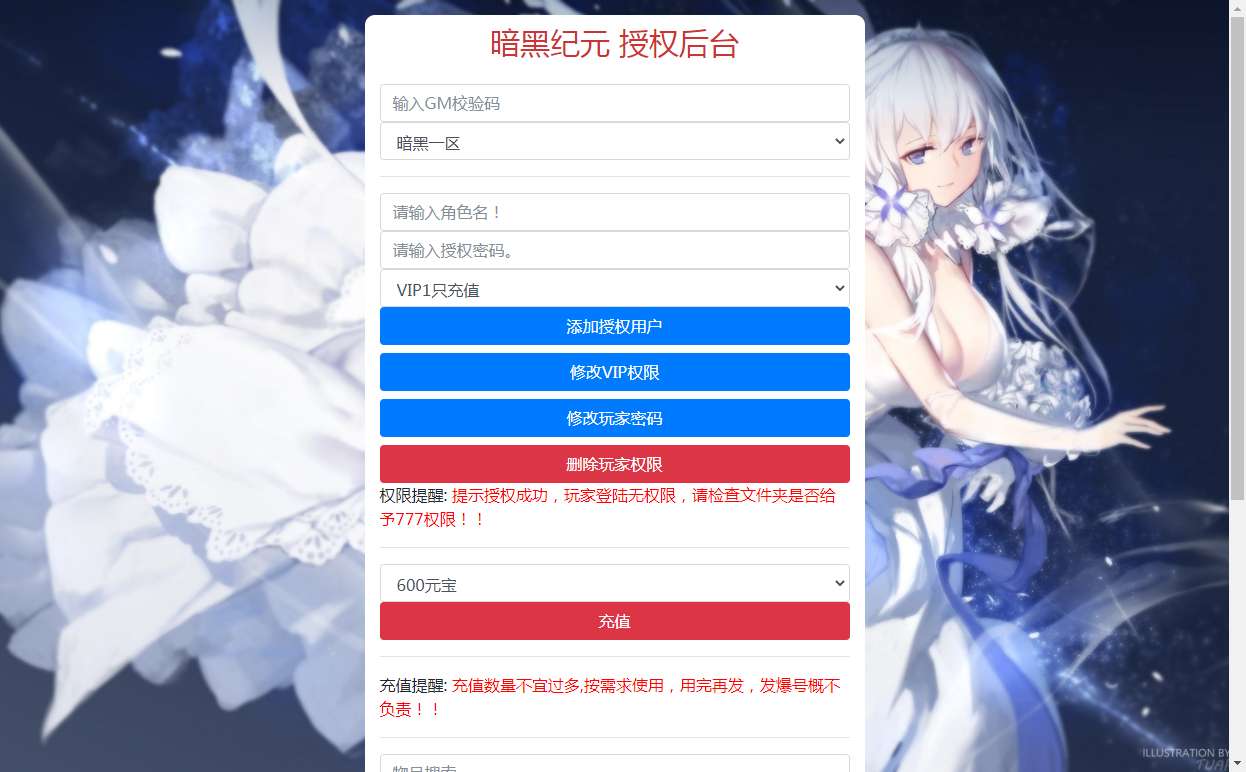 暗黑纪元 授权后台
输入GM校验码
暗黑一区
请输入角色名！
请输入授权密码。
VIP1只充值
添加授权用户
修改VIP权限
修改玩家密码
删除玩家权限
权限提醒: 提示授权成功，玩家登陆无权限，请检查文件夹是否给
予777权限！！
600元宝
充值
充值提醒: 充值数量不宜过多,按需求使用，用完再发，发爆号概不
负责！！
物品搜索
ILLUSTRATION BY